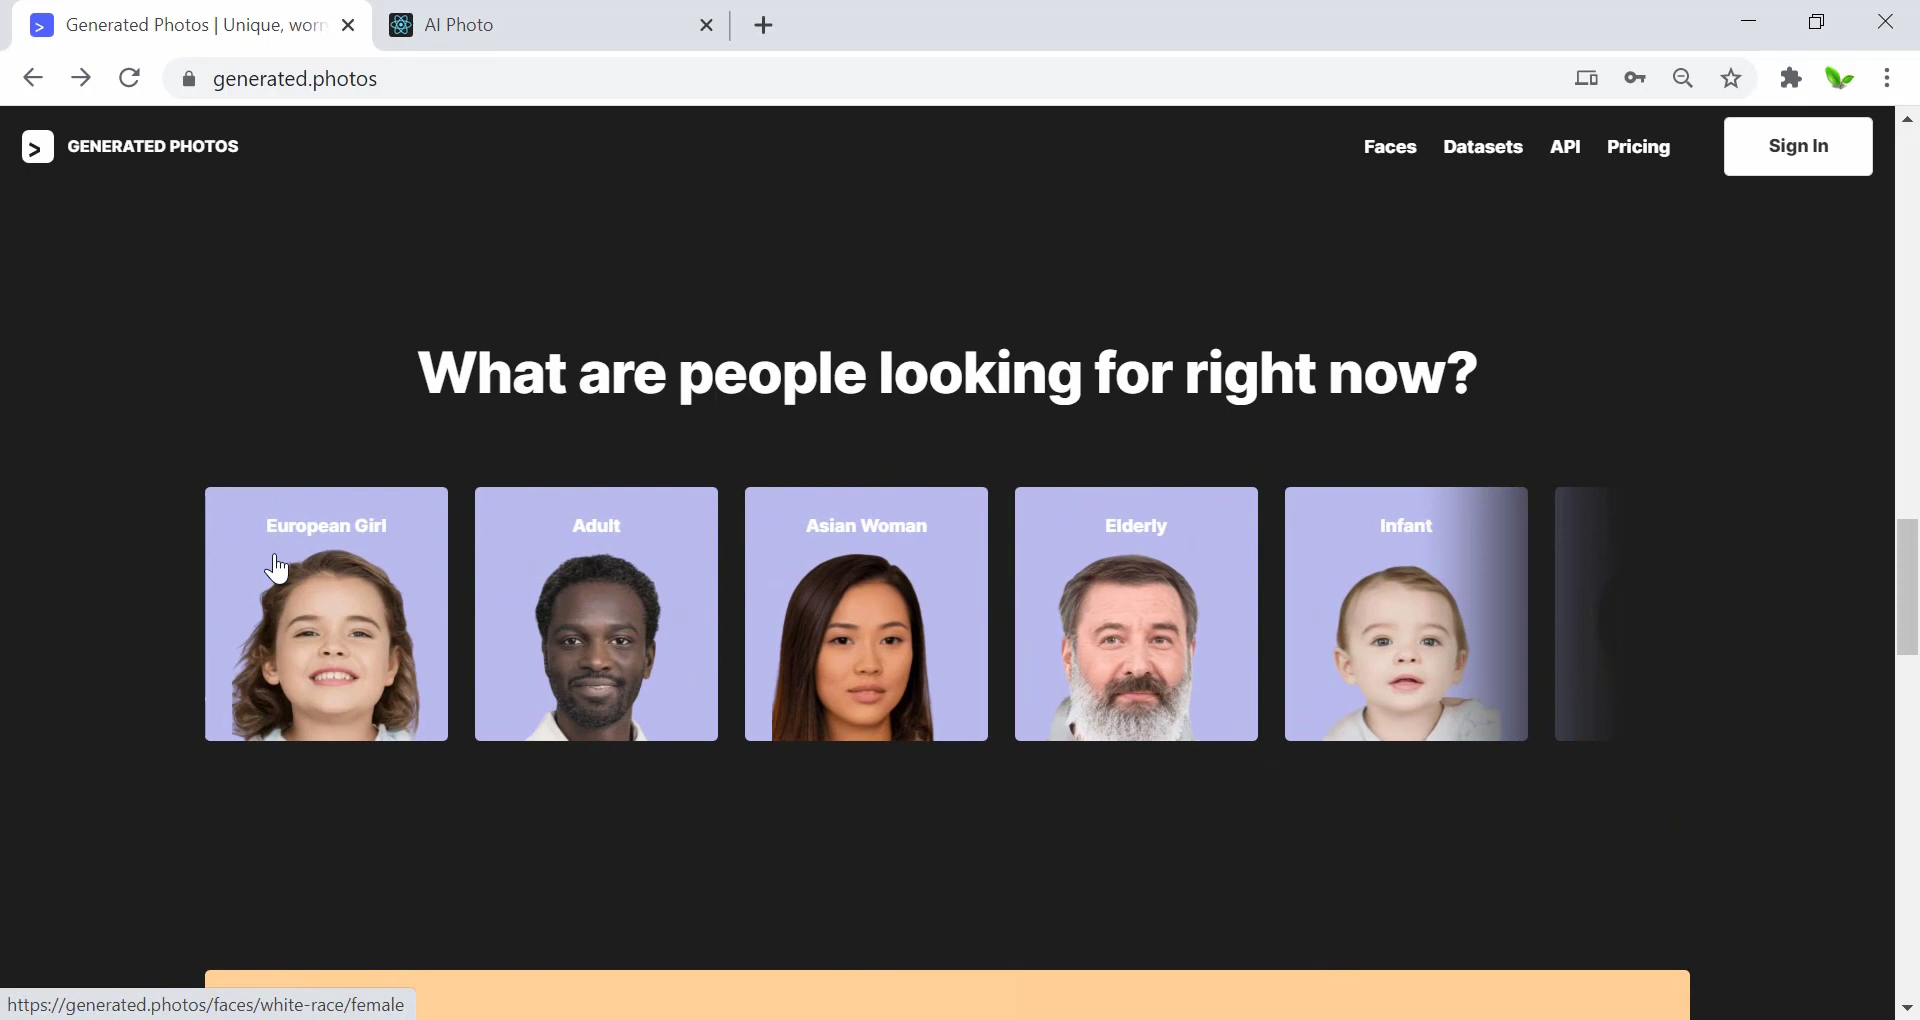 Generated Photos | Unique, worr
AI Photo
generated.photos
GENERATED PHOTOS
Faces
Datasets
API
Pricing
Sign In
What are people looking for right now?
European Girl
Adult
Asian Woman
Elderly
Infant
https://generated.photos/faces/white-race/female